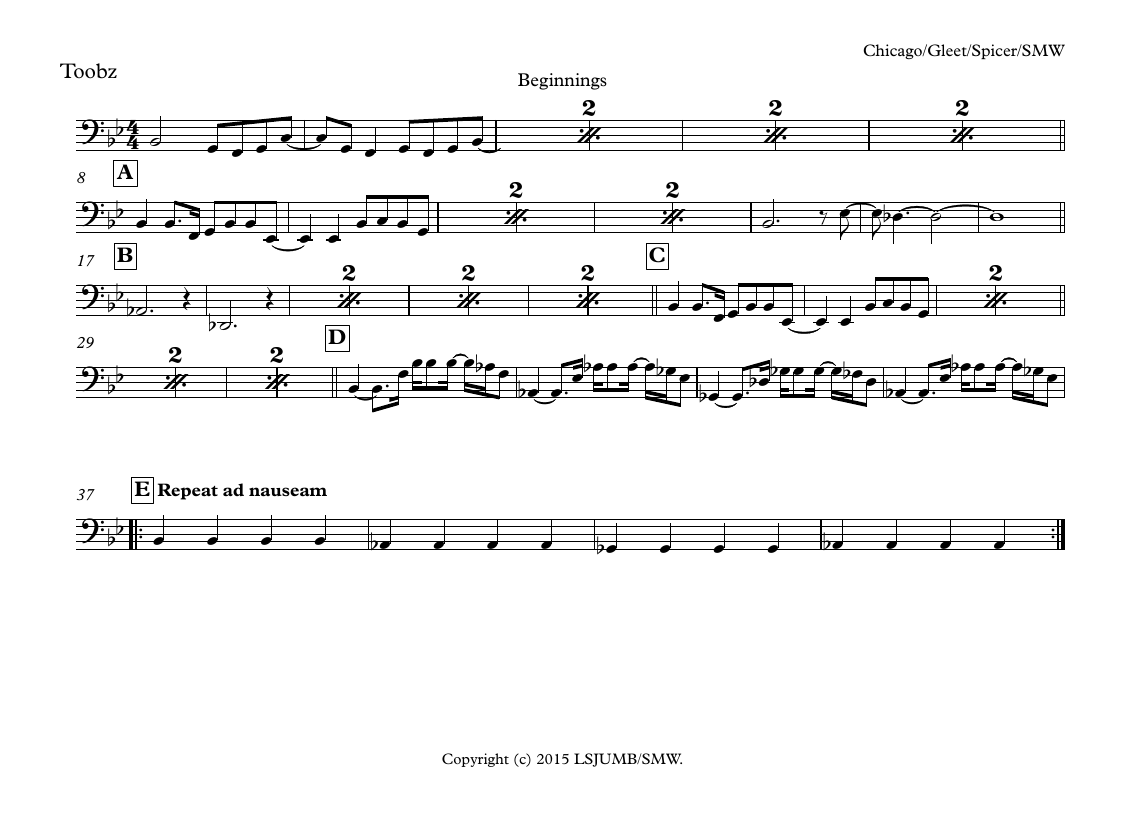 Chicago/Gleet/Spicer/SMW
Toobz
Beginnings
4
4
2 2 2
8 A
2 2
17 B C
2 2 2 2
29 D
2 2
37 E Repeat ad nauseam
Copyright (c) 2015 LSJUMB/SMW.